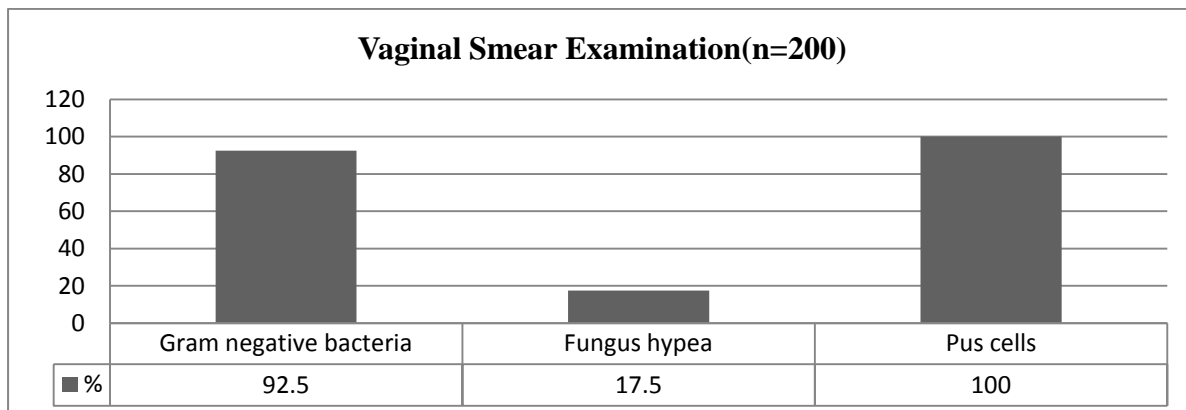 Vaginal Smear Examination(n=200)
120
100
80
60
40
20
0
Gram negative bacteria Fungus hypea Pus cells
% 92.5 17.5 100